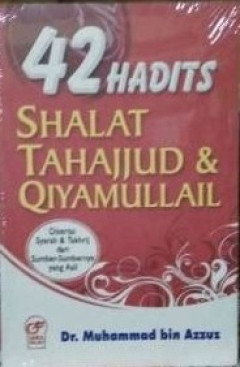 42 HADITS
SHALAT
TAHAJJUD &
QIYAMULLAIL
Disertai
Syarah & Takhrij
dari
Sumber-Sumbernya
yang Asli
Dr. Muhammad bin Azzuz